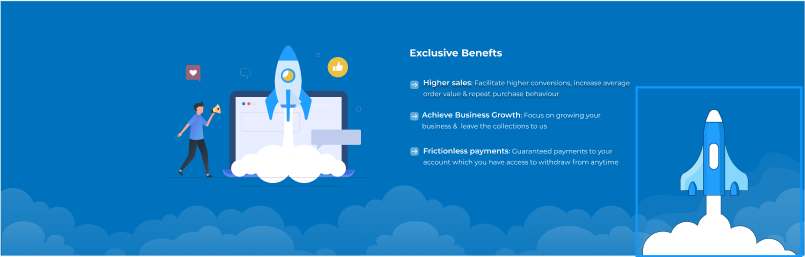 Exclusive Benefts
Higher sales: Facilitate higher conversions, increase average
order value & repeat purchase behaviour
Achieve Business Growth: Focus on growing your
business & leave the collections to us
Frictionless payments: Guaranteed payments to your
account which you have access to withdraw from anytime